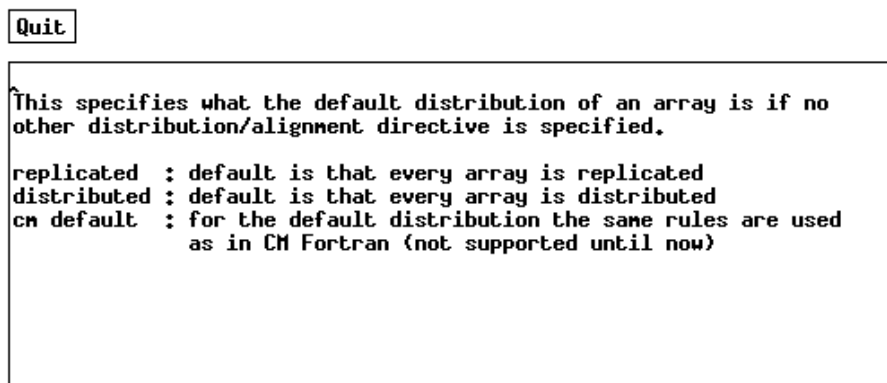 Quit
This specifies what the default distribution of an array is if no
other distribution/alignment directive is specified.
replicated  : default is that every array is replicated
distributed : default is that every array is distributed
cm default  : for the default distribution the same rules are used
              as in CM Fortran (not supported until now)